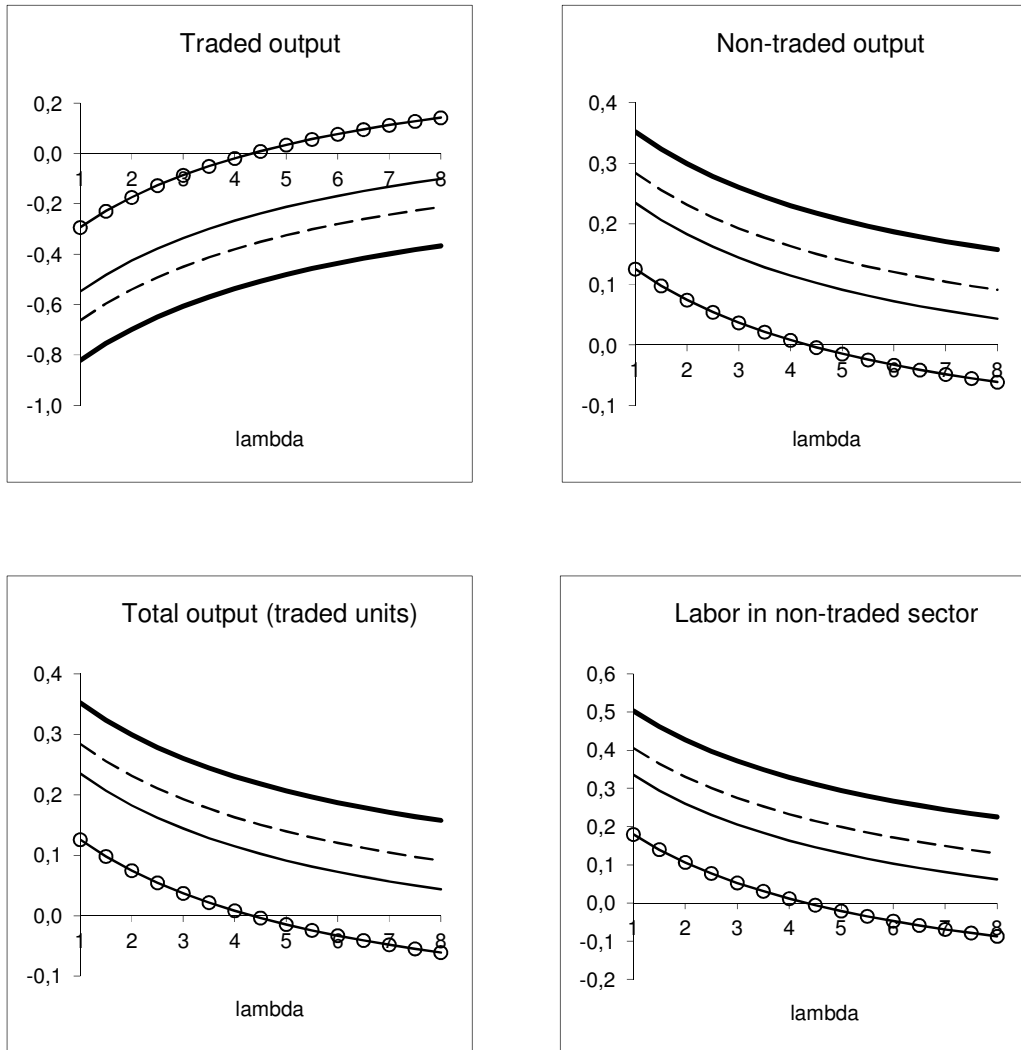 Traded output
0,2
0,0
-0,2
-0,4
-0,6
-0,8
-1,0
1 2 3 4 5 6 7 8
lambda
Non-traded output
0,4
0,3
0,2
0,1
0,0
-0,1
1 2 3 4 5 6 7 8
lambda
Total output (traded units)
0,4
0,3
0,2
0,1
0,0
-0,1
1 2 3 4 5 6 7 8
lambda
Labor in non-traded sector
0,6
0,5
0,4
0,3
0,2
0,1
0,0
-0,1
-0,2
1 2 3 4 5 6 7 8
lambda